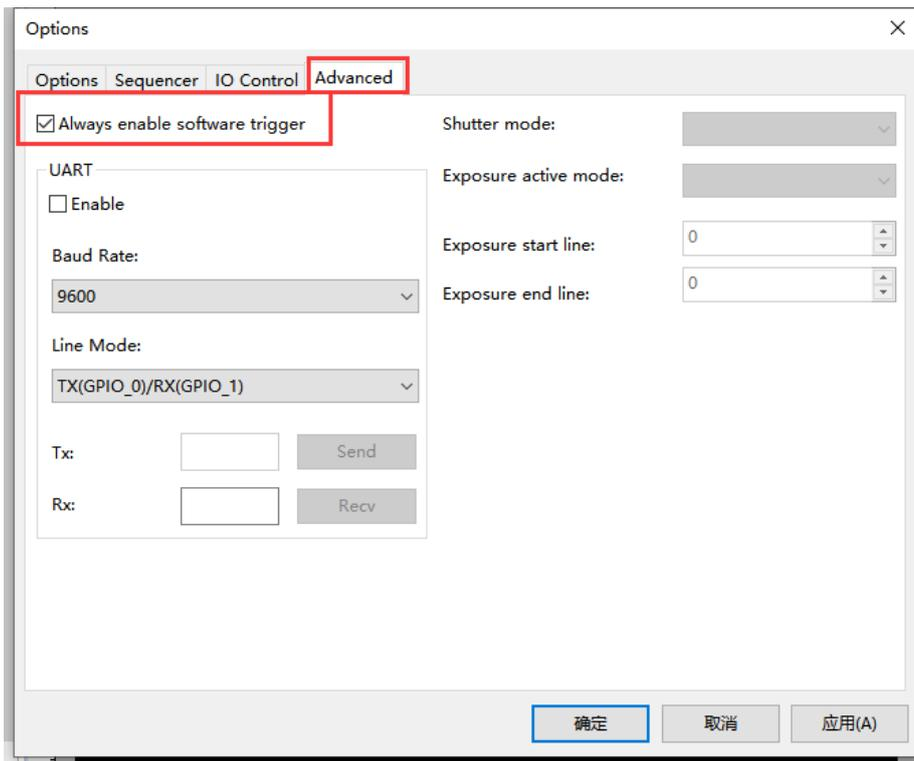 Options
Options Sequencer IO Control Advanced
Always enable software trigger
UART
Enable
Baud Rate:
9600
Line Mode:
TX(GPIO_0)/RX(GPIO_1)
Tx:
Send
Rx:
Recv
Shutter mode:
Exposure active mode:
Exposure start line:
0
Exposure end line:
0
确定 取消 应用(A)